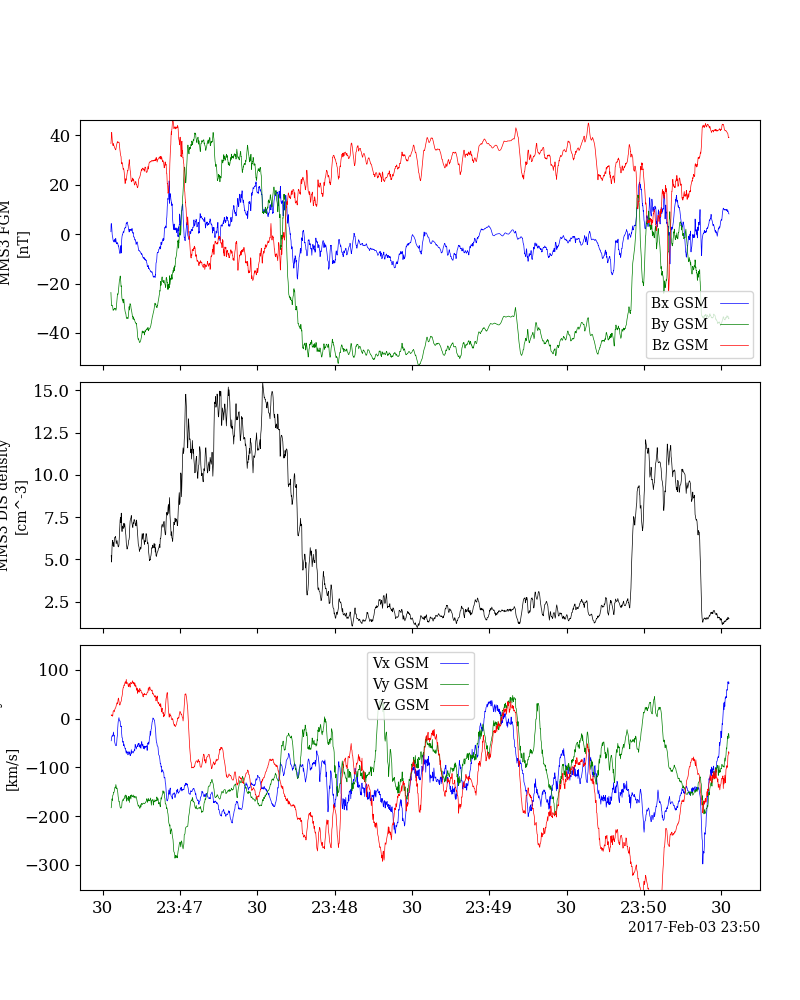 40
20
0
−20
−40
MMS3 FGM
[nT]
Bx GSM
By GSM
Bz GSM
15.0
12.5
10.0
7.5
5.0
2.5
MMS3 DIS density
[cm^-3]
100
0
−100
−200
−300
[km/s]
Vx GSM
Vy GSM
Vz GSM
30 23:47 30 23:48 30 23:49 30 23:50 30
2017-Feb-03 23:50